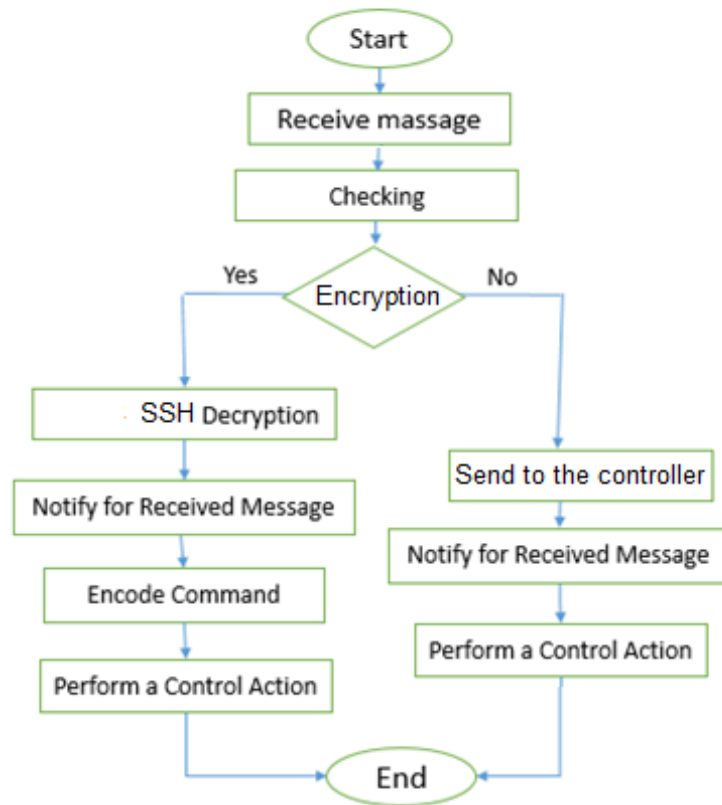 Start
Receive massage
Checking
Encryption
Yes
No
SSH Decryption
Notify for Received Message
Encode Command
Perform a Control Action
Send to the controller
Notify for Received Message
Perform a Control Action
End